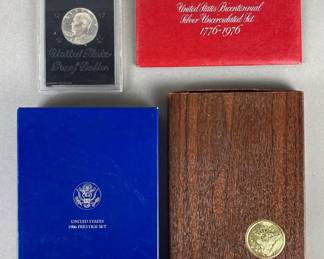 United States
Proof Dollar
United States Bicentennial
Silver Uncirculated Set
1776-1976
UNITED STATES
1986 PRESTIGE SET